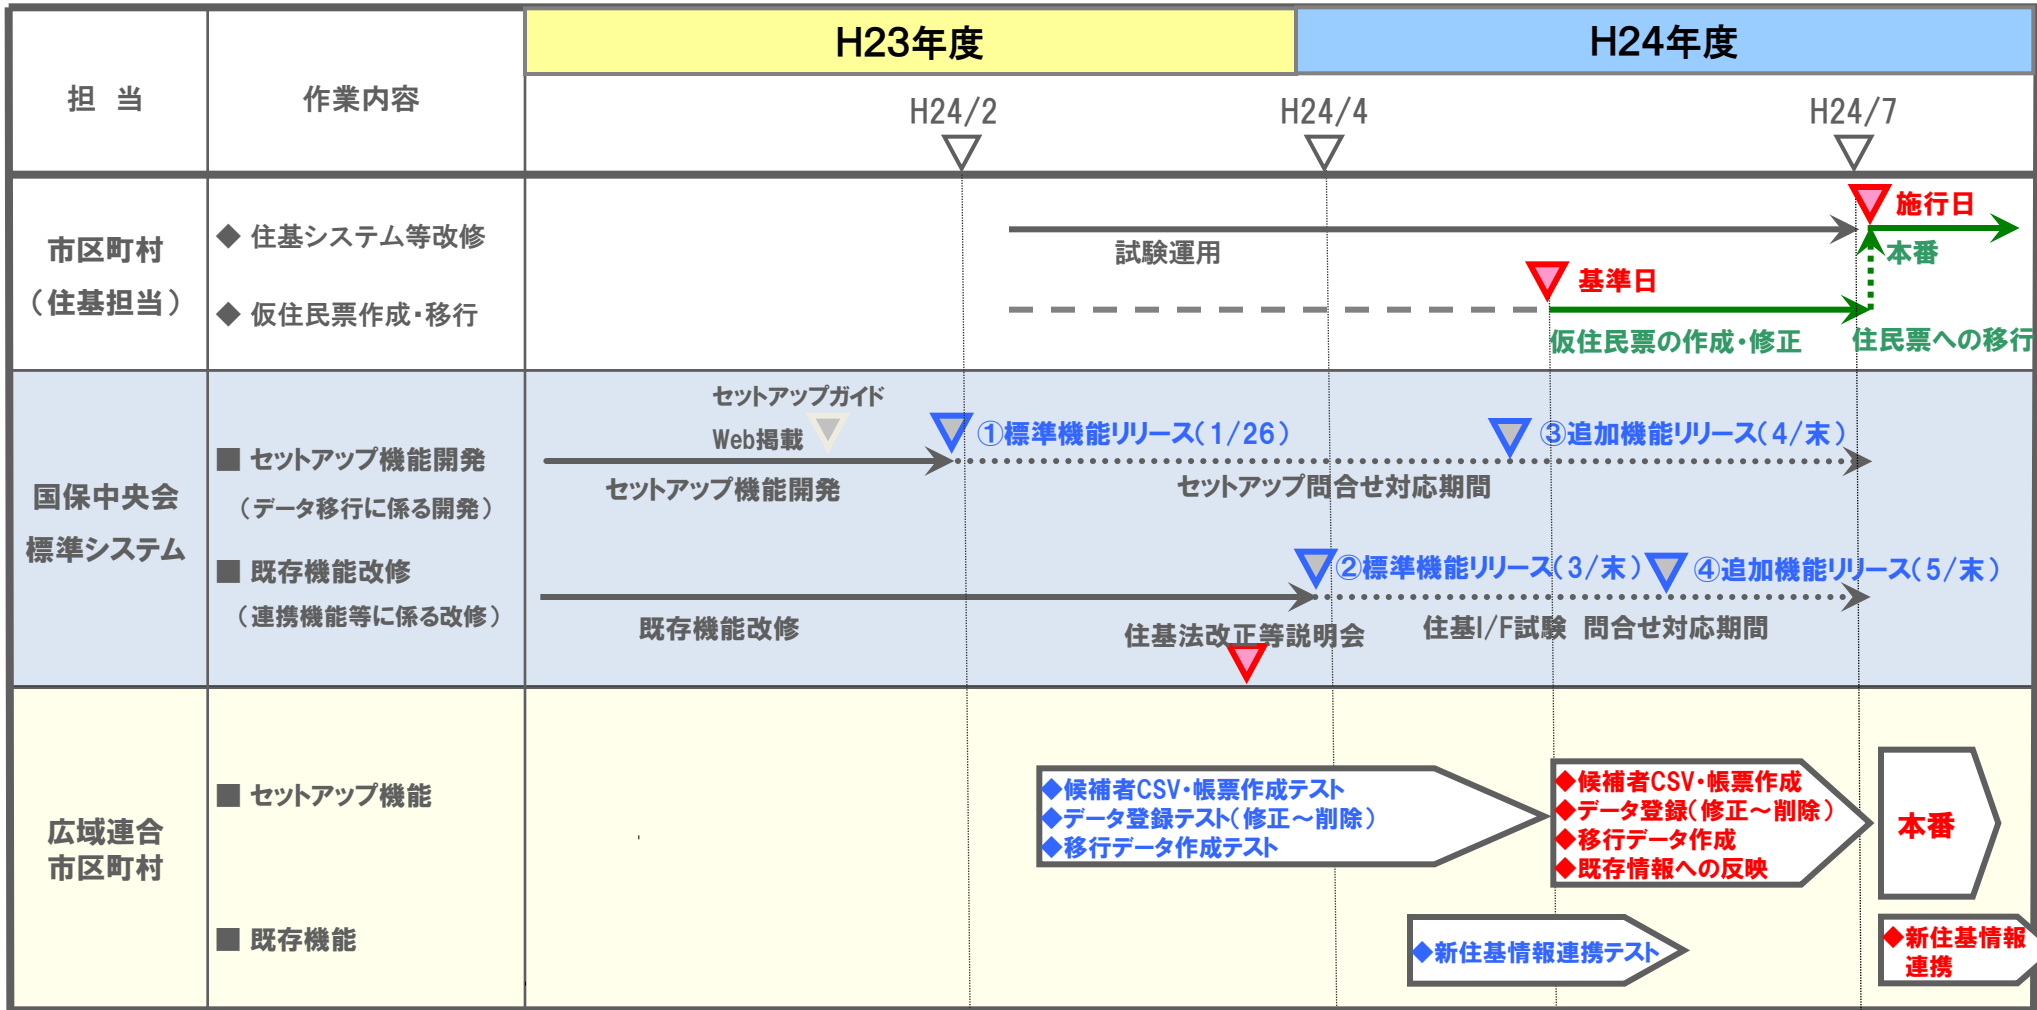 H23年度
H24年度
担 当
作業内容
H24/2
H24/4
H24/7
市区町村
（住基担当）
◆ 住基システム等改修
◆ 仮住民票作成・移行
試験運用
施行日
本番
基準日
仮住民票の作成・修正
住民票への移行
国保中央会
標準システム
■ セットアップ機能開発
（データ移行に係る開発）
■ 既存機能改修
（連携機能等に係る改修）
セットアップガイド
Web掲載
①標準機能リリース(1/26)
③追加機能リリース(4/末)
セットアップ機能開発
セットアップ問合せ対応期間
②標準機能リリース(3/末)
④追加機能リリース(5/末)
既存機能改修
住基法改正等説明会
住基I/F試験 問合せ対応期間
広域連合
市区町村
■ セットアップ機能
■ 既存機能
◆候補者CSV・帳票作成テスト
◆データ登録テスト(修正～削除)
◆移行データ作成テスト
◆候補者CSV・帳票作成
◆データ登録(修正～削除)
◆移行データ作成
◆既存情報への反映
本番
◆新住基情報連携テスト
◆新住基情報
連携